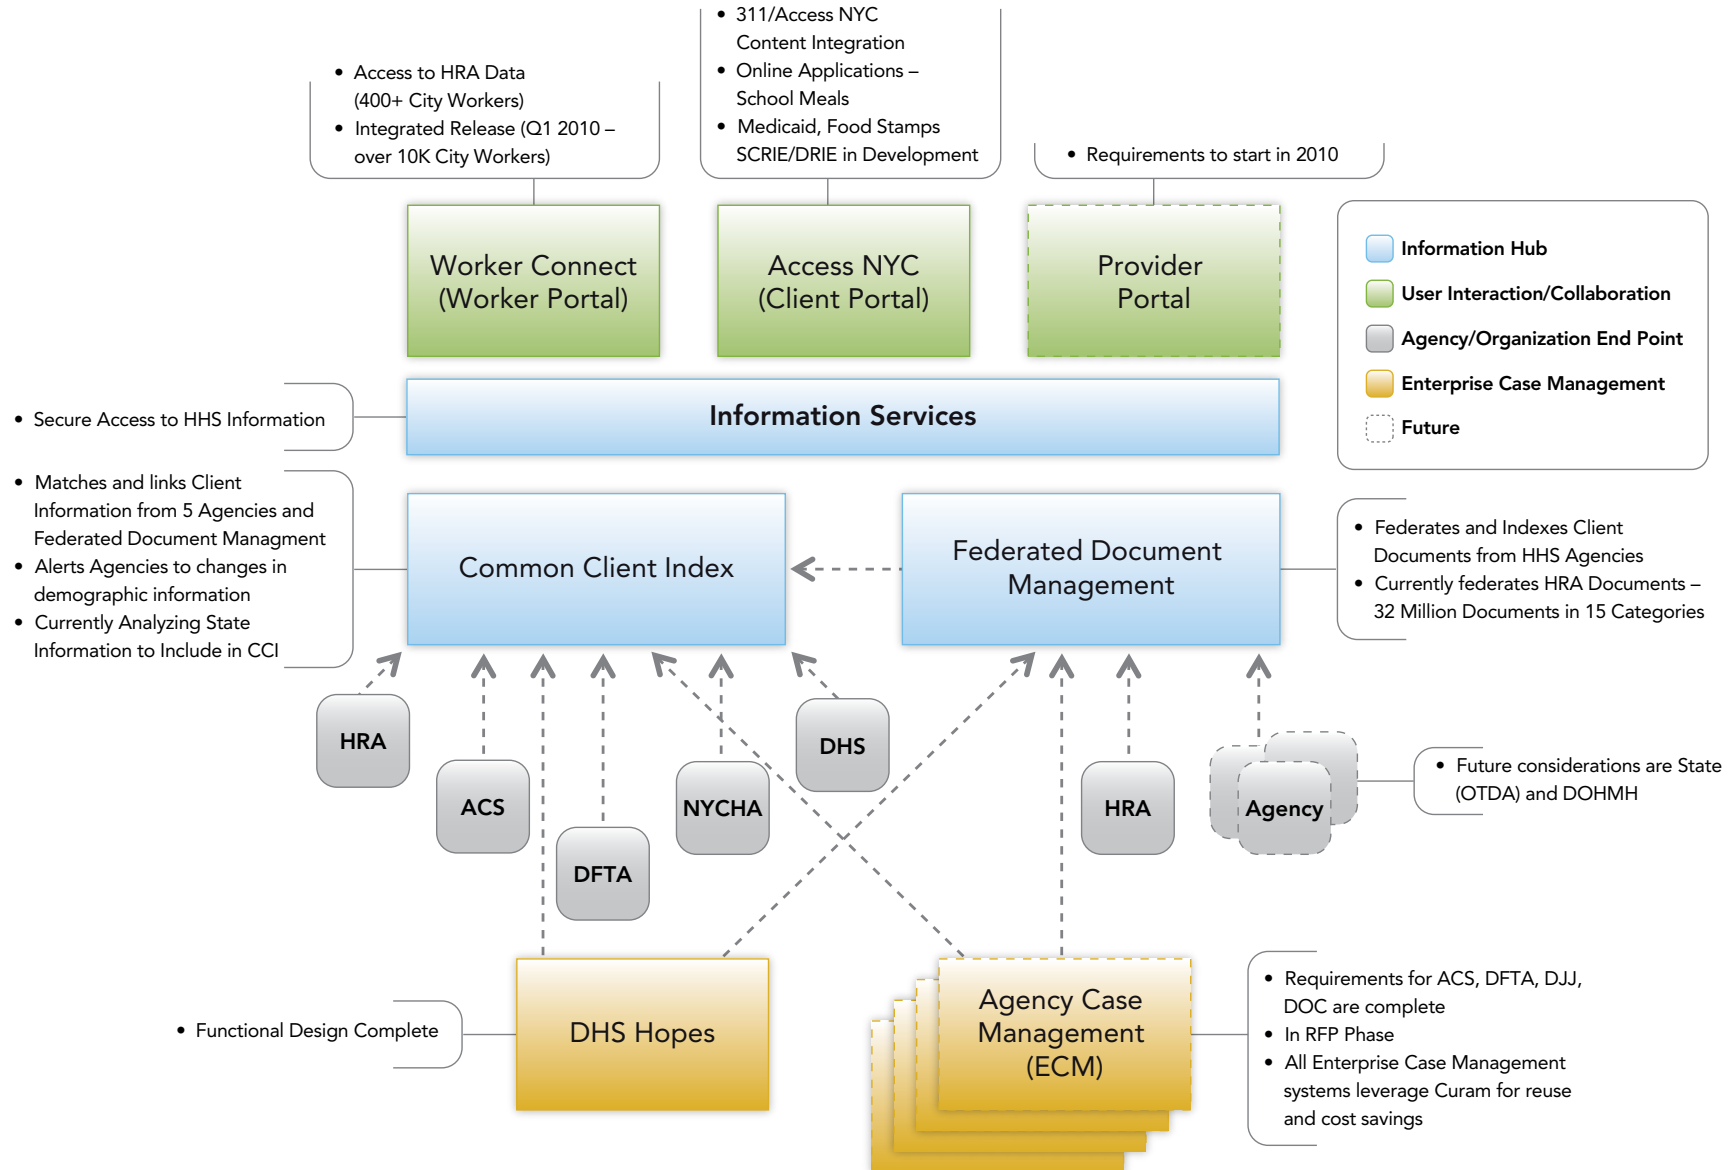 • 311/Access NYC
Content Integration
• Online Applications –
School Meals
• Medicaid, Food Stamps
SCRIE/DRIE in Development
• Access to HRA Data
(400+ City Workers)
• Integrated Release (Q1 2010 –
over 10K City Workers)
• Requirements to start in 2010
Worker Connect
(Worker Portal)
Access NYC
(Client Portal)
Provider
Portal
Information Hub
User Interaction/Collaboration
Agency/Organization End Point
Enterprise Case Management
Future
• Secure Access to HHS Information
Information Services
• Matches and links Client
Information from 5 Agencies and
Federated Document Managment
• Alerts Agencies to changes in
demographic information
• Currently Analyzing State
Information to Include in CCI
Common Client Index
Federated Document
Management
• Federates and Indexes Client
Documents from HHS Agencies
• Currently federates HRA Documents –
32 Million Documents in 15 Categories
HRA
ACS
DFTA
NYCHA
DHS
HRA
Agency
• Future considerations are State
(OTDA) and DOHMH
• Functional Design Complete
DHS Hopes
Agency Case
Management
(ECM)
• Requirements for ACS, DFTA, DJJ,
DOC are complete
• In RFP Phase
• All Enterprise Case Management
systems leverage Curam for reuse
and cost savings